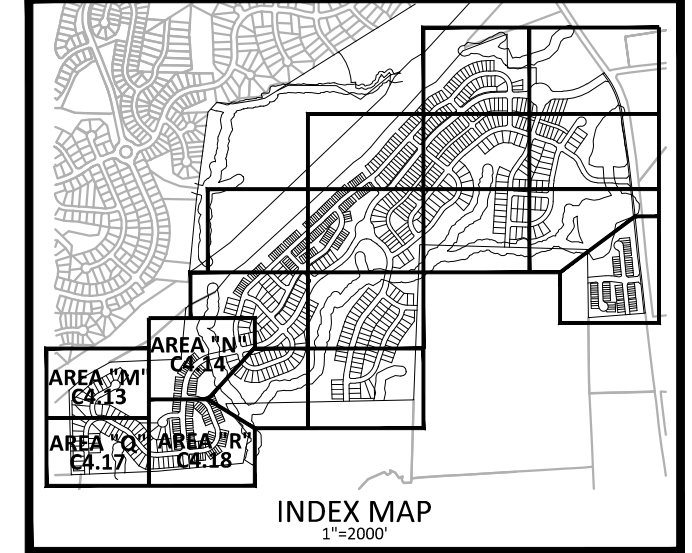 AREA "N"
C4.14
AREA "M"
C4.13
AREA "Q"
C4.17
AREA "R"
C4.18
INDEX MAP
1"=2000'